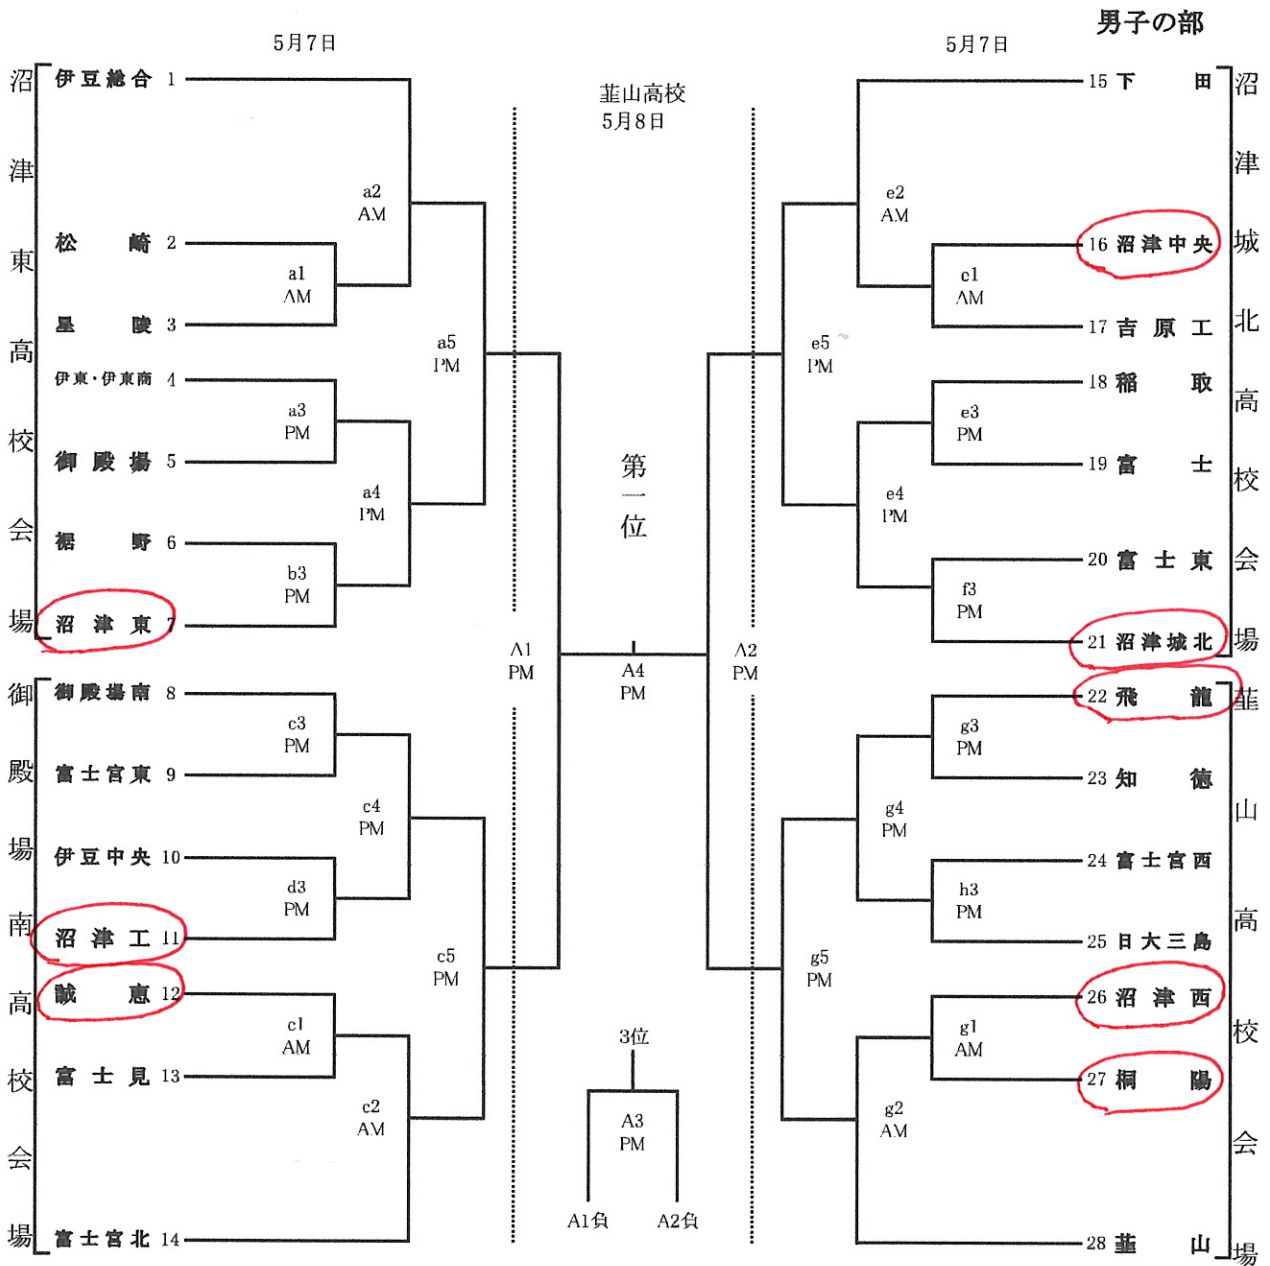 男子の部
5月7日
5月7日
韮山高校
5月8日
沼津東高校会場
伊豆総合 1
松崎 2
星陵 3
伊東・伊東商 4
御殿場 5
裾野 6
沼津東 7
a1
AM
a2
AM
a3
PM
b3
PM
a4
PM
a5
PM
御殿場南高校会場
御殿場南 8
富士宮東 9
伊豆中央 10
沼津工 11
誠恵 12
富士見 13
富士宮北 14
c3
PM
d3
PM
c4
PM
c1
AM
c2
AM
c5
PM
第一位
A1
PM
A4
PM
A2
PM
3位
A3
PM
A1負
A2負
沼津城北高校会場
15 下田
16 沼津中央
17 吉原工
18 稲取
19 富士
20 富士東
21 沼津城北
e2
AM
c1
AM
e5
PM
e3
PM
e4
PM
f3
PM
韮山高校会場
22 飛龍
23 知徳
24 富士宮西
25 日大三島
26 沼津西
27 桐陽
28 韮山
g3
PM
g4
PM
h3
PM
g5
PM
g1
AM
g2
AM